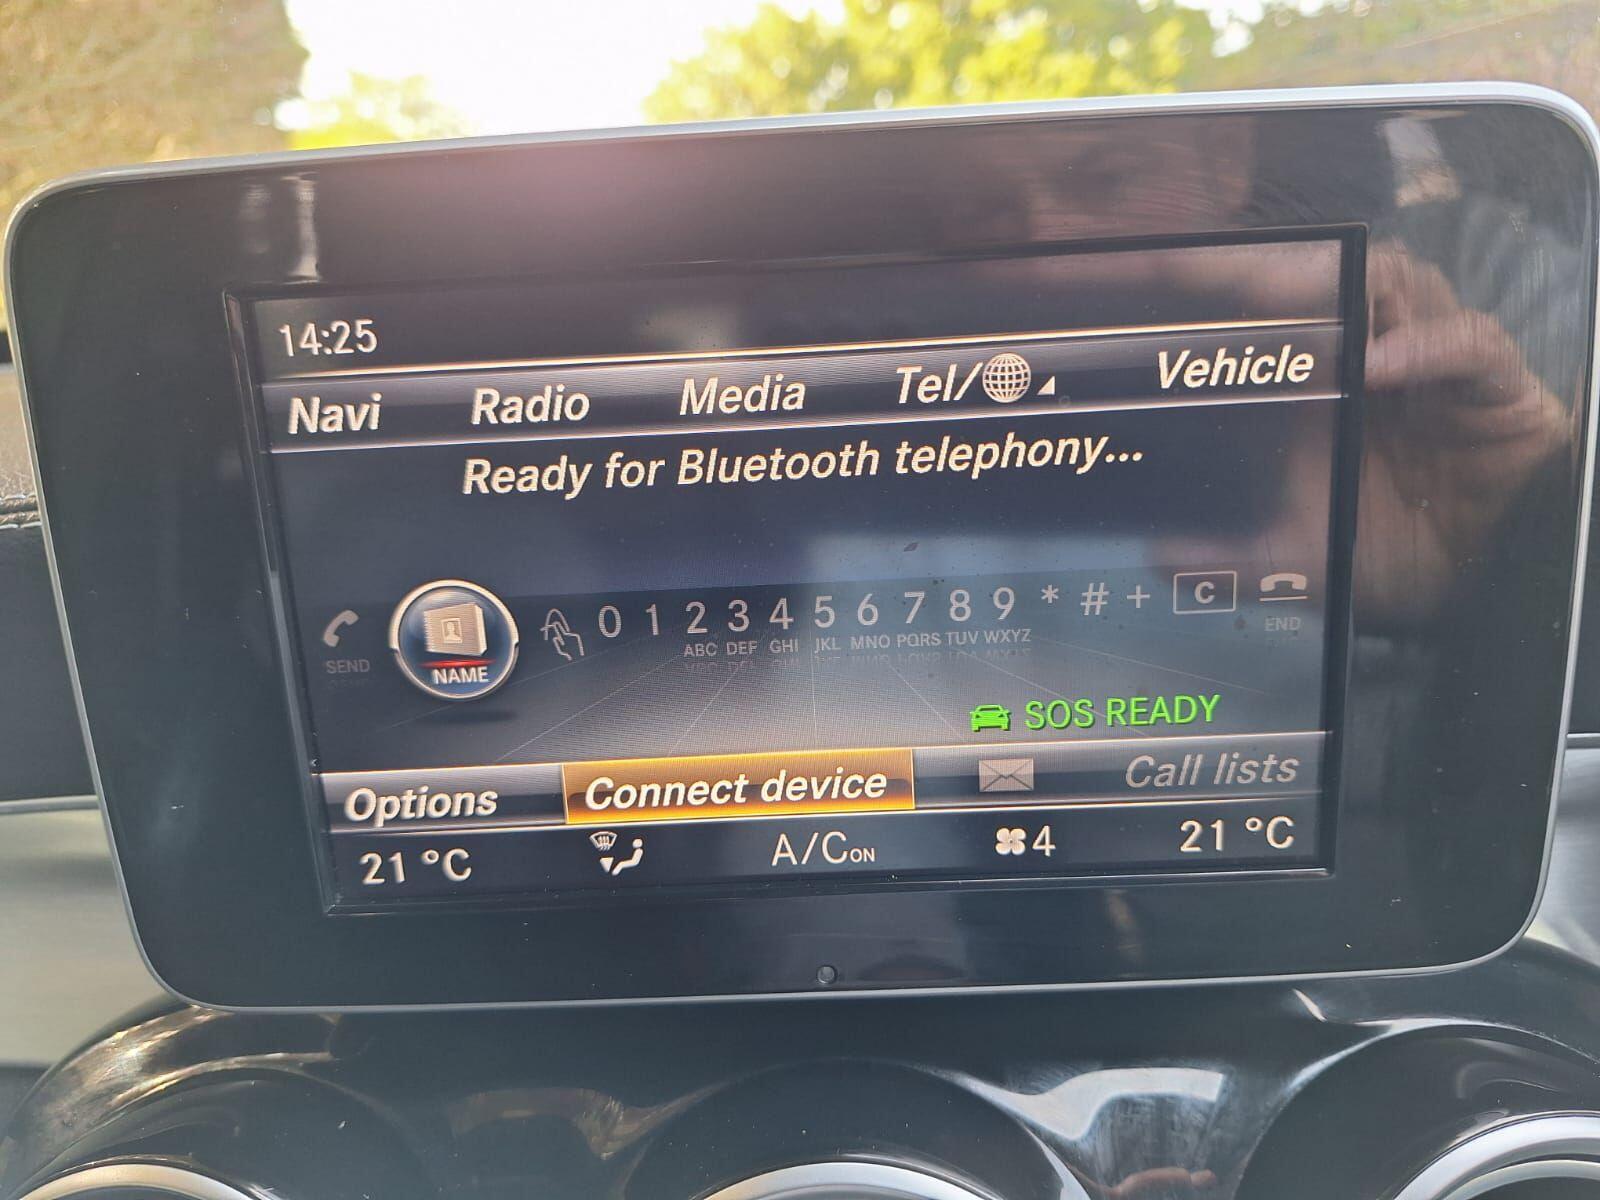 14:25
Navi Radio Media Tel/ Vehicle
Ready for Bluetooth telephony...
0 1 2 3 4 5 6 7 8 9 * # + C
ABC DEF GHI JKL MNO PQRS TUV WXYZ
SEND NAME END
SOS READY
Options Connect device Call lists
21 °C A/C ON 4 21 °C